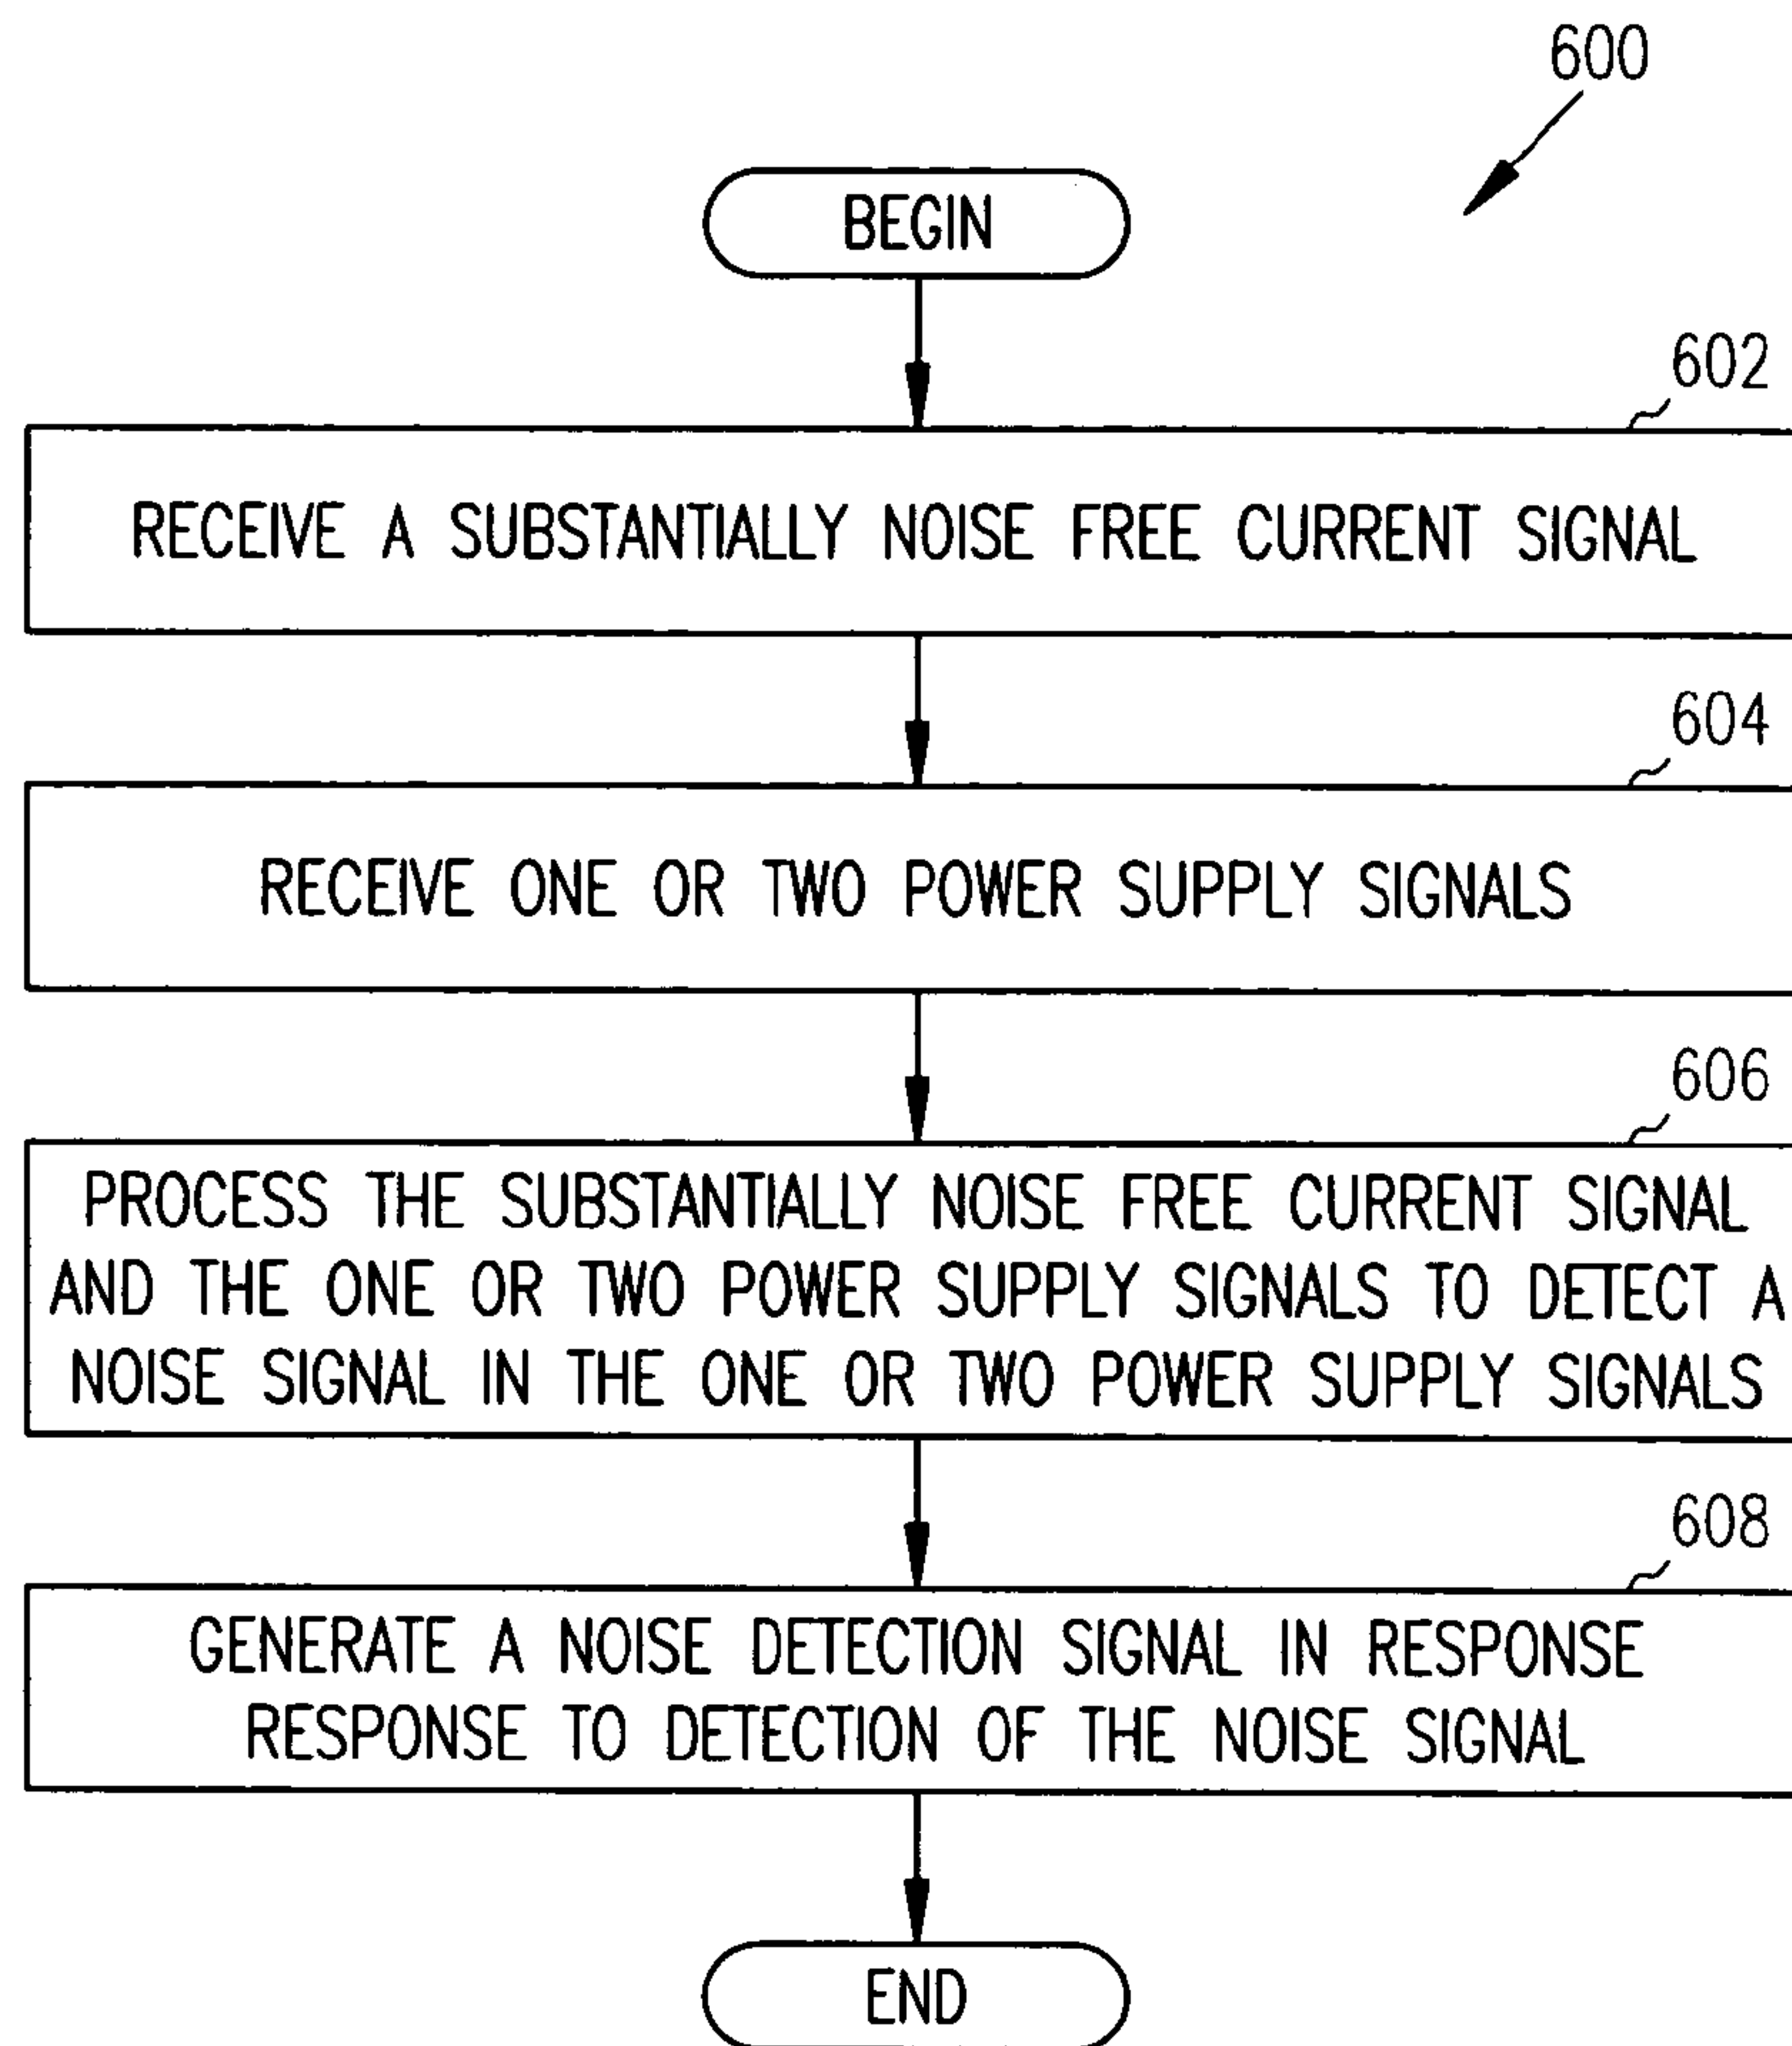 600
BEGIN
602
RECEIVE A SUBSTANTIALLY NOISE FREE CURRENT SIGNAL
604
RECEIVE ONE OR TWO POWER SUPPLY SIGNALS
606
PROCESS THE SUBSTANTIALLY NOISE FREE CURRENT SIGNAL
AND THE ONE OR TWO POWER SUPPLY SIGNALS TO DETECT A
NOISE SIGNAL IN THE ONE OR TWO POWER SUPPLY SIGNALS
608
GENERATE A NOISE DETECTION SIGNAL IN RESPONSE
RESPONSE TO DETECTION OF THE NOISE SIGNAL
END